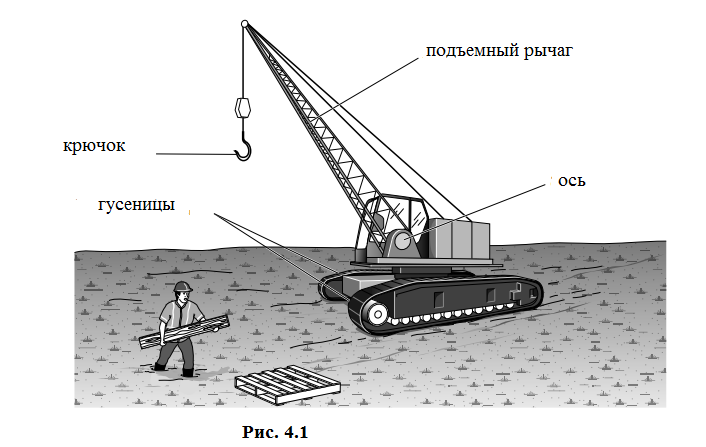 подъемный рычаг
крючок
ось
гусеницы
Рис. 4.1